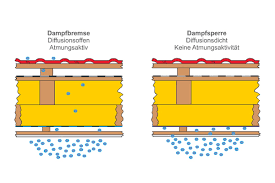 Dampfbremse
Diffusionsoffen
Atmungsaktiv
Dampfsperre
Diffusionsdicht
Keine Atmungsaktivität